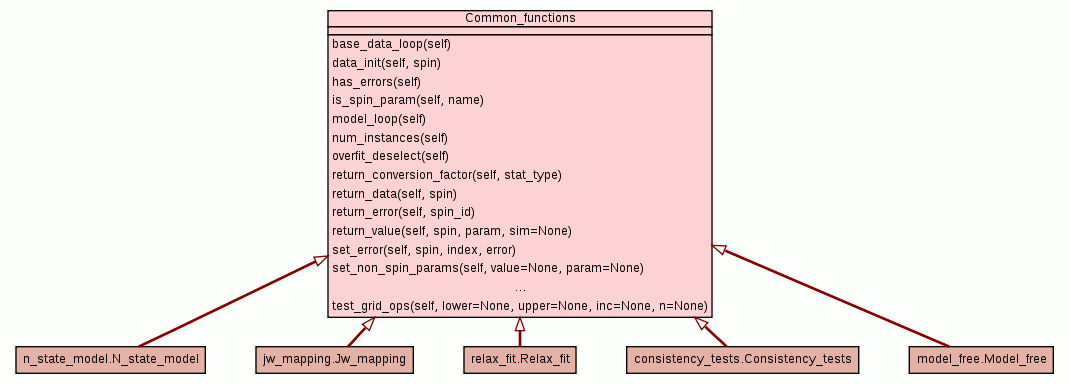 Common_functions
base_data_loop(self)
data_init(self, spin)
has_errors(self)
is_spin_param(self, name)
model_loop(self)
num_instances(self)
overfit_deselect(self)
return_conversion_factor(self, stat_type)
return_data(self, spin)
return_error(self, spin_id)
return_value(self, spin, param, sim=None)
set_error(self, spin, index, error)
set_non_spin_params(self, value=None, param=None)
...
test_grid_ops(self, lower=None, upper=None, inc=None, n=None)
n_state_model.N_state_model
jw_mapping.Jw_mapping
relax_fit.Relax_fit
consistency_tests.Consistency_tests
model_free.Model_free